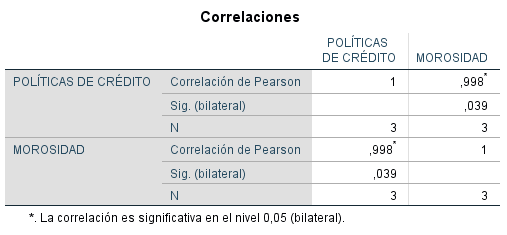 Correlaciones
POLÍTICAS DE CRÉDITO MOROSIDAD
POLÍTICAS DE CRÉDITO Correlación de Pearson 1 ,998*
Sig. (bilateral) ,039
N 3 3
MOROSIDAD Correlación de Pearson ,998* 1
Sig. (bilateral) ,039
N 3 3
*. La correlación es significativa en el nivel 0,05 (bilateral).